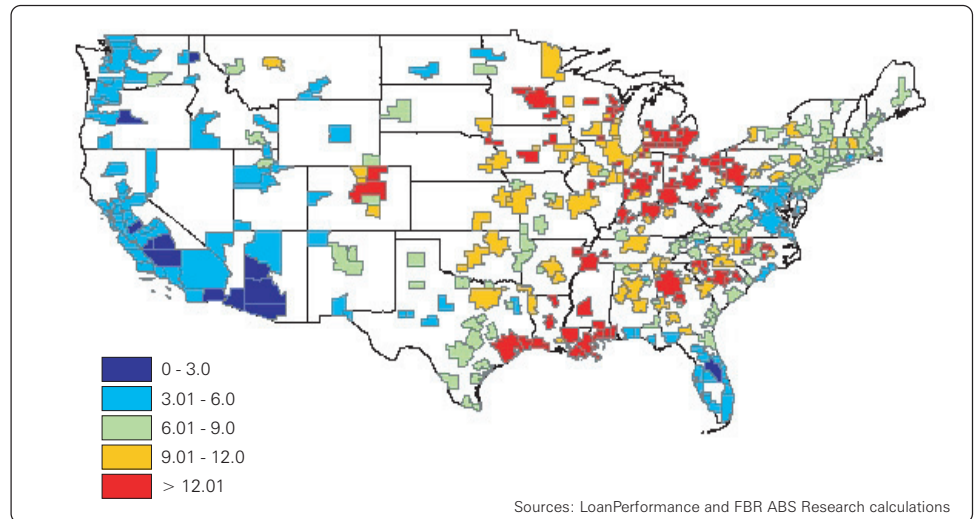 0 - 3.0
3.01 - 6.0
6.01 - 9.0
9.01 - 12.0
> 12.01
Sources: LoanPerformance and FBR ABS Research calculations